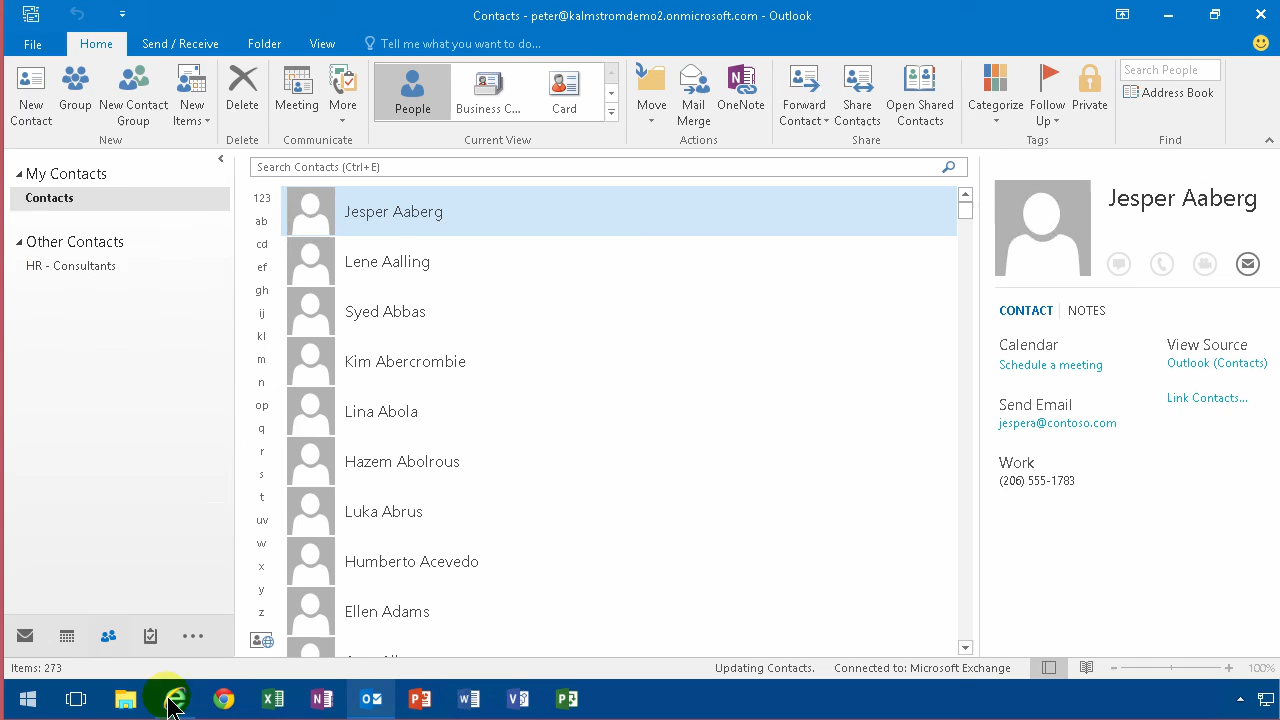 Contacts - peter@kalmstromdemo2.onmicrosoft.com - Outlook
File Home Send / Receive Folder View Tell me what you want to do...
New Contact
Group
New Contact Group
New Items
Delete
Meeting
More
People
Business C...
Card
Move
Mail Merge
OneNote
Forward Contact
Share Contacts
Open Shared Contacts
Categorize
Follow Up
Private
Search People
Address Book
New Delete Communicate Current View Actions Share Tags Find
My Contacts
Contacts
Other Contacts
HR - Consultants
Search Contacts (Ctrl+E)
123
ab
cd
ef
gh
ij
kl
m
n
op
q
r
s
t
uv
w
x
y
z
Jesper Aaberg
Lene Aalling
Syed Abbas
Kim Abercrombie
Lina Abola
Hazem Abolrous
Luka Abrus
Humberto Acevedo
Ellen Adams
Jesper Aaberg
CONTACT NOTES
Calendar
Schedule a meeting
View Source
Outlook (Contacts)
Link Contacts...
Send Email
jespera@contoso.com
Work
(206) 555-1783
Items: 273 Updating Contacts. Connected to: Microsoft Exchange 100%